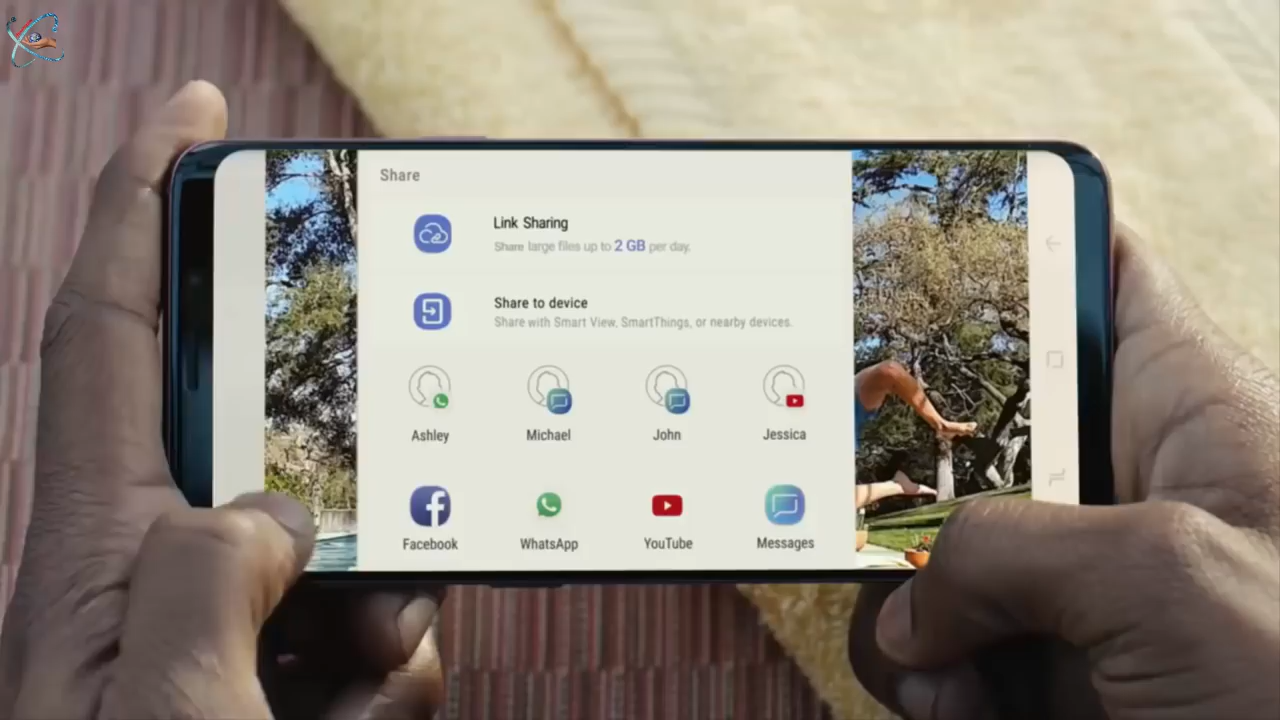 Share
Link Sharing
Share large files up to 2 GB per day.
Share to device
Share with Smart View, SmartThings, or nearby devices.
Ashley Michael John Jessica
Facebook WhatsApp YouTube Messages